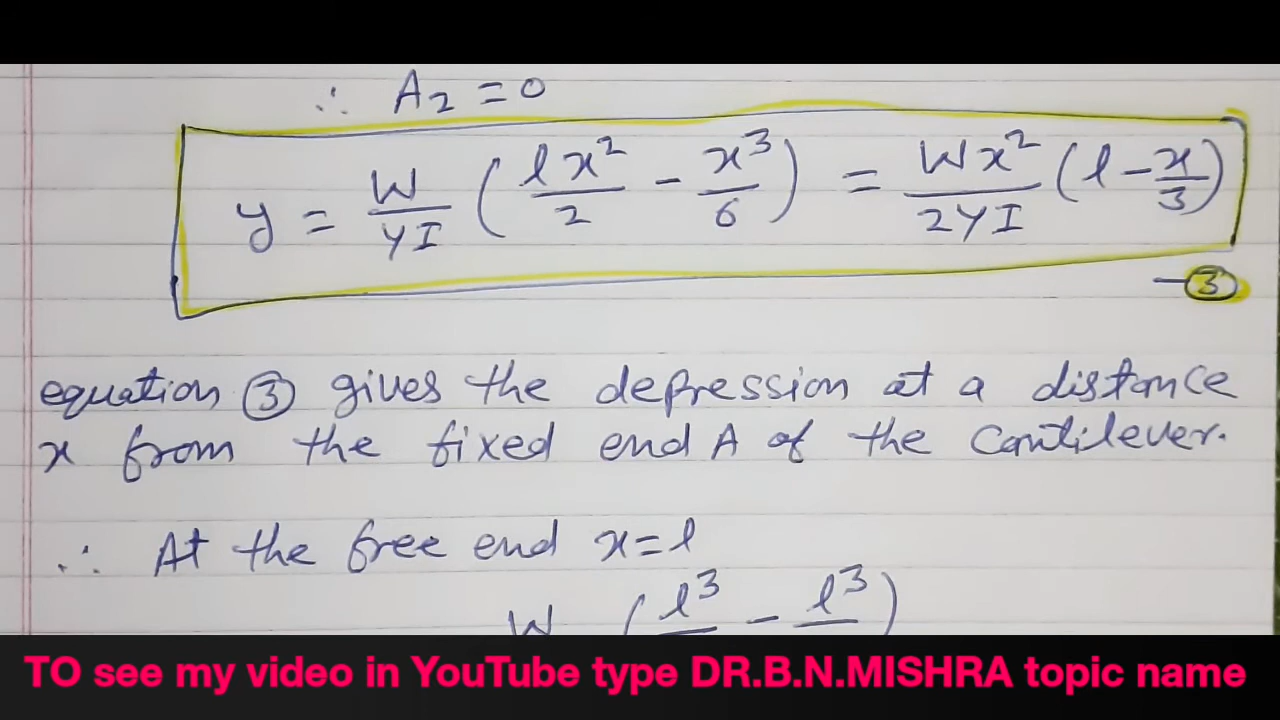 ∴ A₂ = 0
y = W/YI (lx²/2 - x³/6) = Wx²/2YI (l - x/3)
-③
equation ③ gives the depression at a distance
x from the fixed end A of the Cantilever.
∴ At the free end x=l
W (l³ - l³)
TO see my video in YouTube type DR.B.N.MISHRA topic name